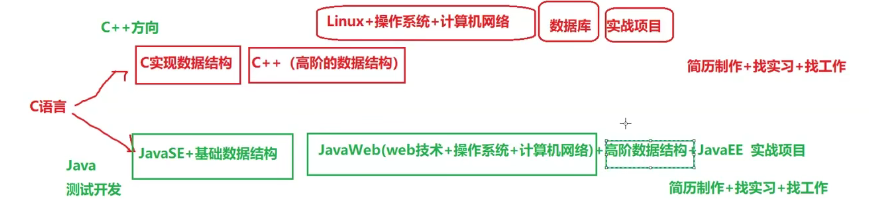 C++方向
Linux+操作系统+计算机网络
数据库
实战项目
C实现数据结构
C++（高阶的数据结构）
简历制作+找实习+找工作
C语言
JavaSE+基础数据结构
JavaWeb(web技术+操作系统+计算机网络)+高阶数据结构+JavaEE 实战项目
Java
测试开发
简历制作+找实习+找工作